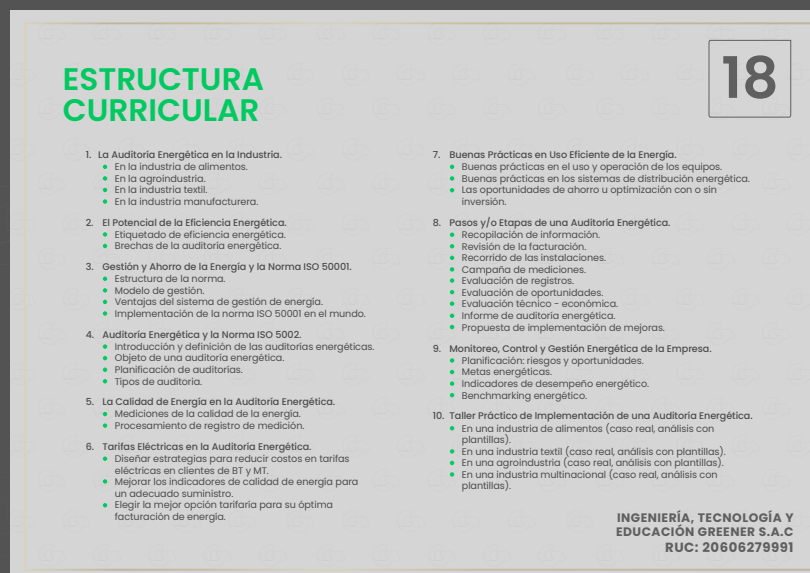 ESTRUCTURA
CURRICULAR
18
1. La Auditoría Energética en la Industria.
En la industria de alimentos.
En la agroindustria.
En la industria textil.
En la industria manufacturera.
2. El Potencial de la Eficiencia Energética.
Etiquetado de eficiencia energética.
Brechas de la auditoría energética.
3. Gestión y Ahorro de la Energía y la Norma ISO 50001.
Estructura de la norma.
Modelo de gestión.
Ventajas del sistema de gestión de energía.
Implementación de la norma ISO 50001 en el mundo.
4. Auditoría Energética y la Norma ISO 5002.
Introducción y definición de las auditorías energéticas.
Objeto de una auditoría energética.
Planificación de auditorías.
Tipos de auditoria.
5. La Calidad de Energía en la Auditoría Energética.
Mediciones de la calidad de la energía.
Procesamiento de registro de medición.
6. Tarifas Eléctricas en la Auditoría Energética.
Diseñar estrategias para reducir costos en tarifas
eléctricas en clientes de BT y MT.
Mejorar los indicadores de calidad de energía para
un adecuado suministro.
Elegir la mejor opción tarifaría para su óptima
facturación de energía.
7. Buenas Prácticas en Uso Eficiente de la Energía.
Buenas prácticas en el uso y operación de los equipos.
Buenas prácticas en los sistemas de distribución energética.
Las oportunidades de ahorro u optimización con o sin
inversión.
8. Pasos y/o Etapas de una Auditoría Energética.
Recopilación de información.
Revisión de la facturación.
Recorrido de las instalaciones.
Campaña de mediciones.
Evaluación de registros.
Evaluación de oportunidades.
Evaluación técnico - económica.
Informe de auditoría energética.
Propuesta de implementación de mejoras.
9. Monitoreo, Control y Gestión Energética de la Empresa.
Planificación: riesgos y oportunidades.
Metas energéticas.
Indicadores de desempeño energético.
Benchmarking energético.
10. Taller Práctico de Implementación de una Auditoría Energética.
En una industria de alimentos (caso real, análisis con
plantillas).
En una industria textil (caso real, análisis con plantillas).
En una agroindustria (caso real, análisis con plantillas).
En una industria multinacional (caso real, análisis con
plantillas).
INGENIERÍA, TECNOLOGÍA Y
EDUCACIÓN GREENER S.A.C
RUC: 20606279991